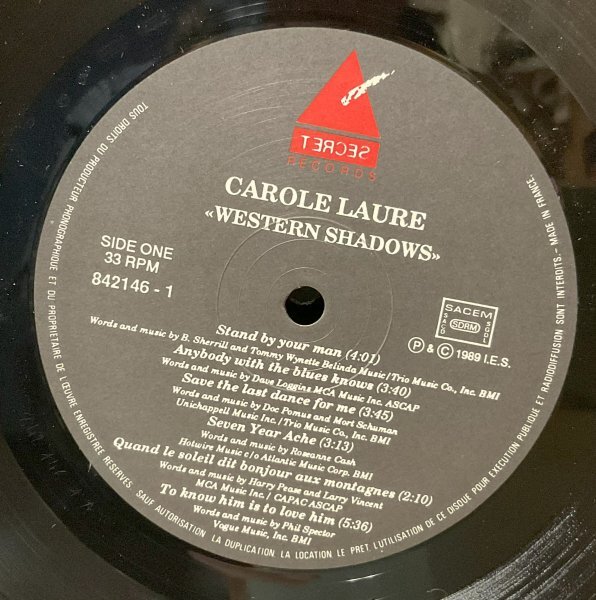 SECRET
RECORDS
CAROLE LAURE
«WESTERN SHADOWS»
SIDE ONE
33 RPM
842146 - 1
SACEM
SACD SDRM SGDL
Ⓟ & © 1989 I.E.S.
Stand by your man (4:01)
Words and music by B. Sherrill and Tommy Wynette Belinda Music/Trio Music Co., Inc. BMI
Anybody with the blues knows (3:40)
Words and music by Dave Loggins MCA Music Inc. ASCAP
Save the last dance for me (3:45)
Words and music by Doc Pomus and Mort Schuman
Unichappell Music Inc./Trio Music Co., Inc. BMI
Seven Year Ache (3:13)
Words and music by Roseanne Cash
Hotwire Music c/o Atlantic Music Corp. BMI
Quand le soleil dit bonjour aux montagnes (2:10)
Words and music by Harry Pease and Larry Vincent
MCA Music Inc./ CAPAC ASCAP
To know him is to love him (5:36)
Words and music by Phil Spector
Vogue Music, Inc. BMI
TOUS DROITS DU PRODUCTEUR PHONOGRAPHIQUE ET DU PROPRIETAIRE DE L'ŒUVRE ENREGISTREE RESERVES SAUF AUTORISATION. LA DUPLICATION, LA LOCATION LE PRET, L'UTILISATION DE CE DISQUE POUR EXECUTION PUBLIQUE ET RADIODIFFUSION SONT INTERDITS. - MADE IN FRANCE.